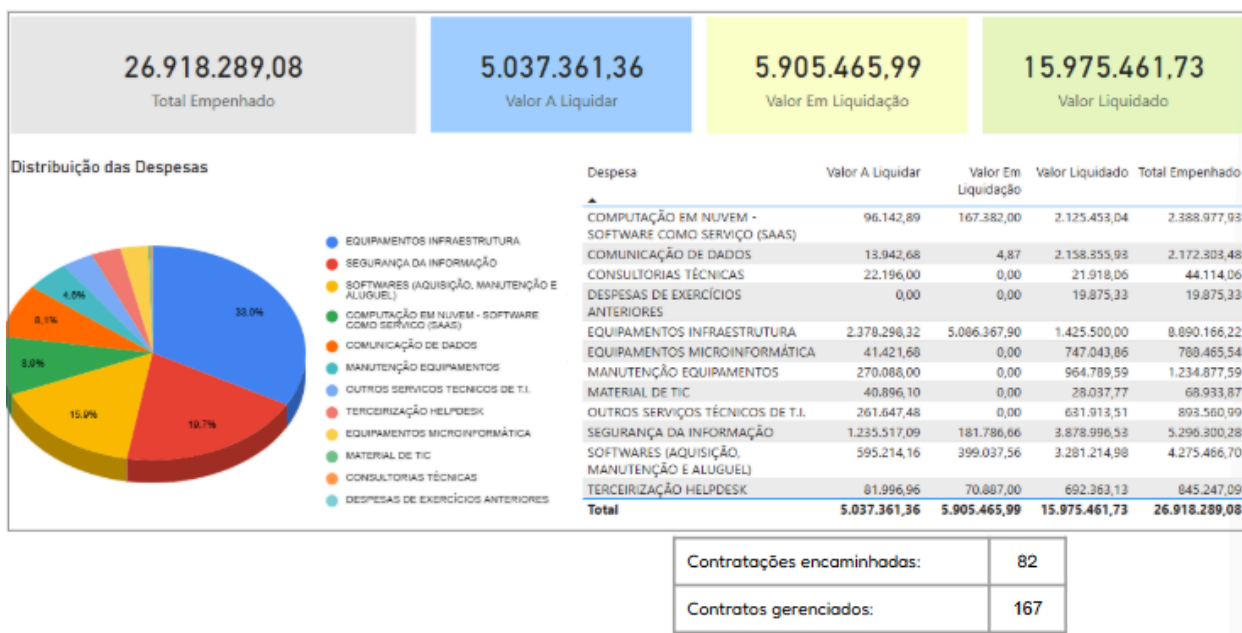 26.918.289,08
Total Empenhado
5.037.361,36
Valor A Liquidar
5.905.465,99
Valor Em Liquidação
15.975.461,73
Valor Liquidado
Distribuição das Despesas
33.0%
19.7%
15.9%
8.9%
8,1%
4,6%
EQUIPAMENTOS INFRAESTRUTURA
SEGURANÇA DA INFORMAÇÃO
SOFTWARES (AQUISIÇÃO, MANUTENÇÃO E
ALUGUEL)
COMPUTAÇÃO EM NUVEM - SOFTWARE
COMO SERVICO (SAAS)
COMUNICAÇÃO DE DADOS
MANUTENÇÃO EQUIPAMENTOS
OUTROS SERVICOS TECNICOS DE T.I.
TERCEIRIZAÇÃO HELPDESK
EQUIPAMENTOS MICROINFORMÁTICA
MATERIAL DE TIC
CONSULTORIAS TÉCNICAS
DESPESAS DE EXERCÍCIOS ANTERIORES
Despesa Valor A Liquidar Valor Em Valor Liquidado Total Empenhado
Liquidação
COMPUTAÇÃO EM NUVEM - 96.142,89 167.382,00 2.125.453,04 2.388.977,93
SOFTWARE COMO SERVIÇO (SAAS)
COMUNICAÇÃO DE DADOS 13.942,68 4,87 2.158.355,93 2.172.303,48
CONSULTORIAS TÉCNICAS 22.196,00 0,00 21.918,06 44.114,06
DESPESAS DE EXERCÍCIOS 0,00 0,00 19.875,33 19.875,33
ANTERIORES
EQUIPAMENTOS INFRAESTRUTURA 2.378.298,32 5.086.367,90 1.425.500,00 8.890.166,22
EQUIPAMENTOS MICROINFORMÁTICA 41.421,68 0,00 747.043,86 788.465,54
MANUTENÇÃO EQUIPAMENTOS 270.088,00 0,00 964.789,59 1.234.877,59
MATERIAL DE TIC 40.896,10 0,00 28.037,77 68.933,87
OUTROS SERVIÇOS TÉCNICOS DE T.I. 261.647,48 0,00 631.913,51 893.560,99
SEGURANÇA DA INFORMAÇÃO 1.235.517,09 181.786,66 3.878.996,53 5.296.300,28
SOFTWARES (AQUISIÇÃO, 595.214,16 399.037,56 3.281.214,98 4.275.466,70
MANUTENÇÃO E ALUGUEL)
TERCEIRIZAÇÃO HELPDESK 81.996,96 70.887,00 692.363,13 845.247,09
Total 5.037.361,36 5.905.465,99 15.975.461,73 26.918.289,08
Contratações encaminhadas: 82
Contratos gerenciados: 167